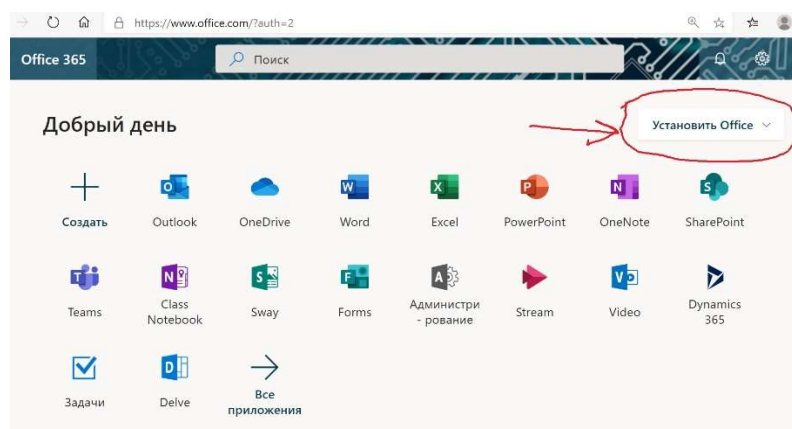 https://www.office.com/?auth=2
Office 365
Поиск
Добрый день
Установить Office
Создать
Outlook
OneDrive
Word
Excel
PowerPoint
OneNote
SharePoint
Teams
Class
Notebook
Sway
Forms
Администри
- рование
Stream
Video
Dynamics
365
Задачи
Delve
Все
приложения